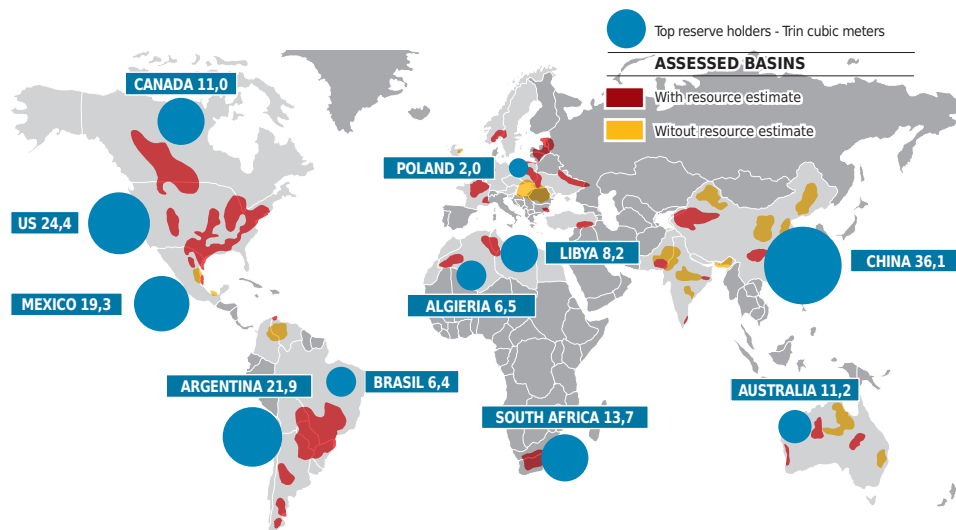 Top reserve holders - Trln cubic meters
ASSESSED BASINS
With resource estimate
Witout resource estimate
CANADA 11,0
POLAND 2,0
US 24,4
LIBYA 8,2
CHINA 36,1
MEXICO 19,3
ALGIERIA 6,5
ARGENTINA 21,9
BRASIL 6,4
AUSTRALIA 11,2
SOUTH AFRICA 13,7